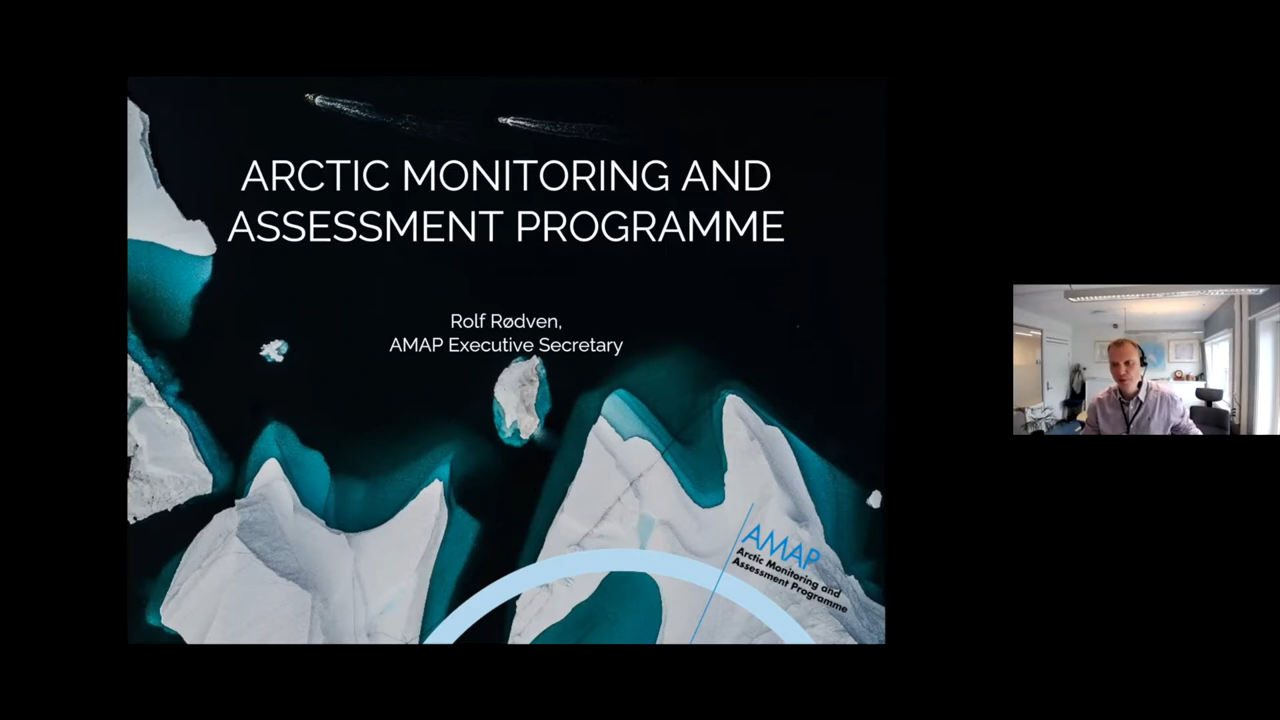 ARCTIC MONITORING AND
ASSESSMENT PROGRAMME
Rolf Rødven,
AMAP Executive Secretary
AMAP
Arctic Monitoring and
Assessment Programme